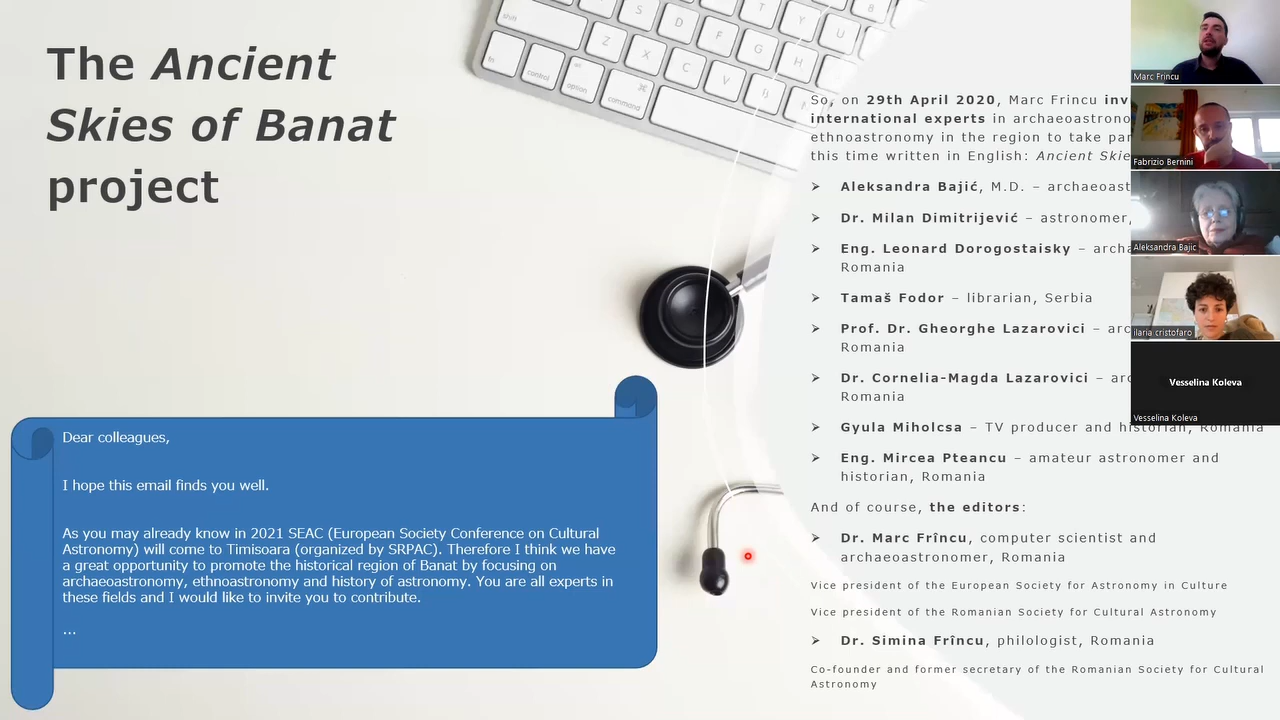 The Ancient
Skies of Banat
project
Dear colleagues,
I hope this email finds you well.
As you may already know in 2021 SEAC (European Society Conference on Cultural
Astronomy) will come to Timisoara (organized by SRPAC). Therefore I think we have
a great opportunity to promote the historical region of Banat by focusing on
archaeoastronomy, ethnoastronomy and history of astronomy. You are all experts in
these fields and I would like to invite you to contribute.
...
So, on 29th April 2020, Marc Frincu
international experts in
ethnoastronomy in the region to take
this time written in English: Ancient
➢ Aleksandra Bajić, M.D. –
➢ Dr. Milan Dimitrijević – astronomer,
➢ Eng. Leonard Dorogostaisky –
Romania
➢ Tamaš Fodor – librarian, Serbia
➢ Prof. Dr. Gheorghe Lazarovici –
Romania
➢ Dr. Cornelia-Magda Lazarovici –
Romania
➢ Gyula Miholcsa – TV producer and historian, Romania
➢ Eng. Mircea Pteancu – amateur astronomer and
historian, Romania
And of course, the editors:
➢ Dr. Marc Frîncu, computer scientist and
archaeoastronomer, Romania
Vice president of the European Society for Astronomy in Culture
Vice president of the Romanian Society for Cultural Astronomy
➢ Dr. Simina Frîncu, philologist, Romania
Co-founder and former secretary of the Romanian Society for Cultural
Astronomy
Marc Frincu
Fabrizio Bernini
Aleksandra Bajic
ilaria cristofaro
Vesselina Koleva
Vesselina Koleva
shift
S
D
F
G
H
T
Y
U
8
fn
control
option
command
Z
X
C
V